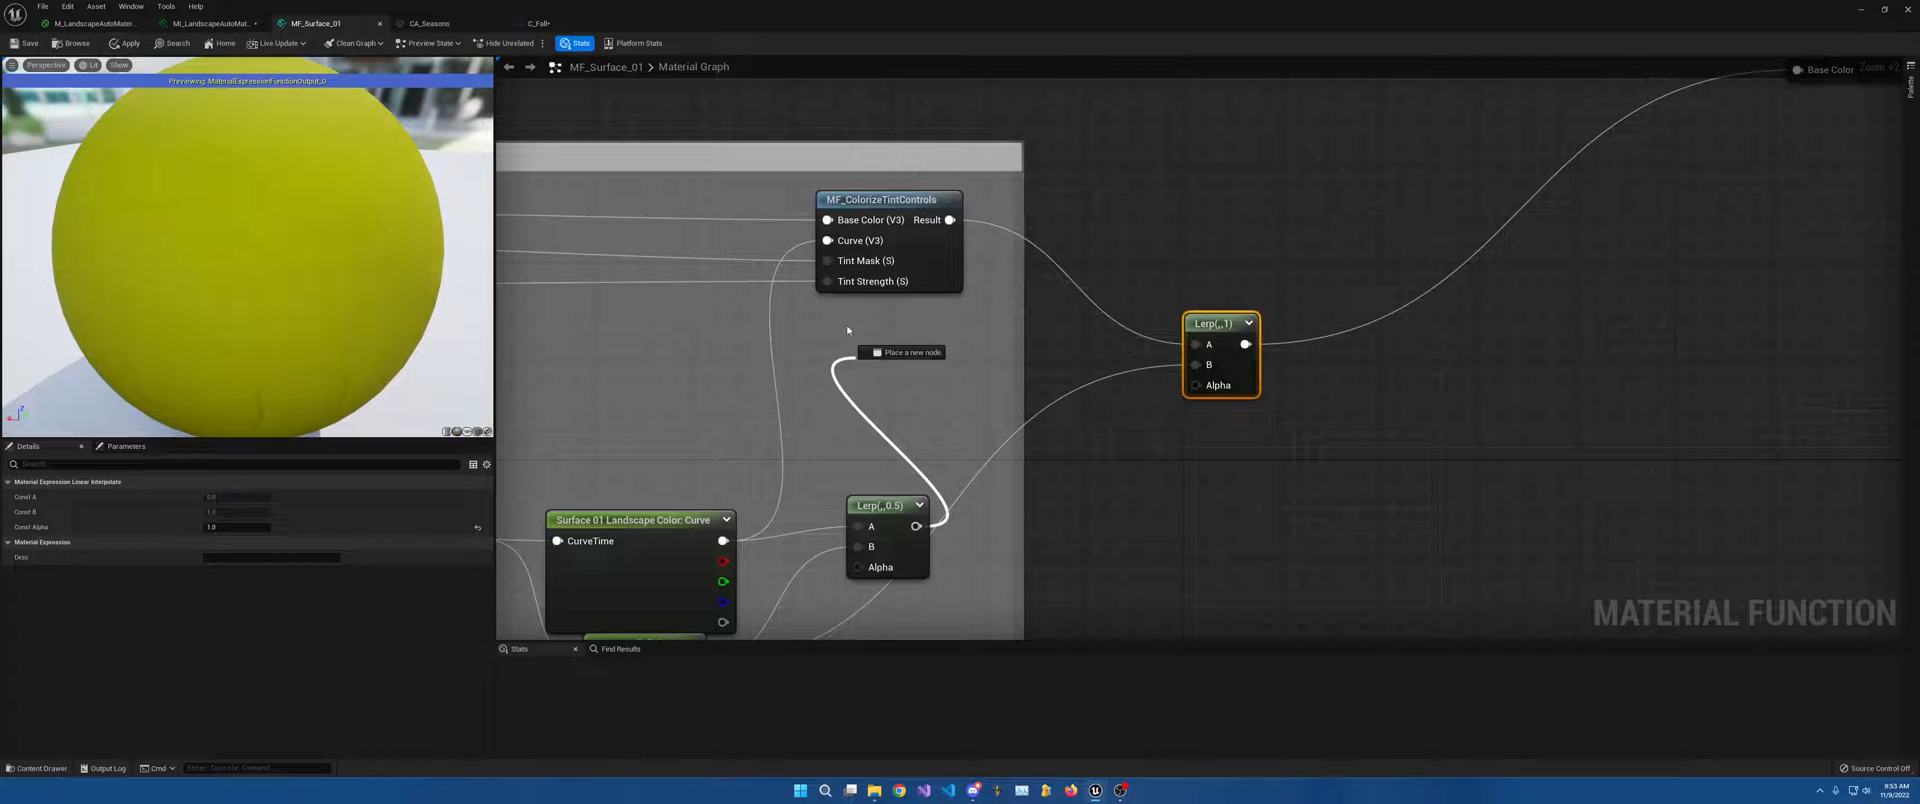 File Edit Asset Window Tools Help
M_LandscapeAutoMater... MI_LandscapeAutoMat... • MF_Surface_01 × CA_Seasons C_Fall•
Save Browse Apply Search Home Live Update Clean Graph Preview State Hide Unrelated Stats Platform Stats
Perspective Lit Show
Previewing: MaterialExpressionFunctionOutput_0
MF_Surface_01 > Material Graph
Zoom +2
Base Color
Palette
MF_ColorizeTintControls
Base Color (V3) Result
Curve (V3)
Tint Mask (S)
Tint Strength (S)
Place a new node.
Lerp(,,1)
A
B
Alpha
Lerp(,,0.5)
A
B
Alpha
Surface 01 Landscape Color: Curve
CurveTime
MATERIAL FUNCTION
Details × Parameters
Search
Material Expression Linear Interpolate
Const A 0.0
Const B 1.0
Const Alpha 1.0
Material Expression
Desc
Stats × Find Results
Content Drawer Output Log Cmd Enter Console Command
Source Control Off
9:53 AM
11/9/2022